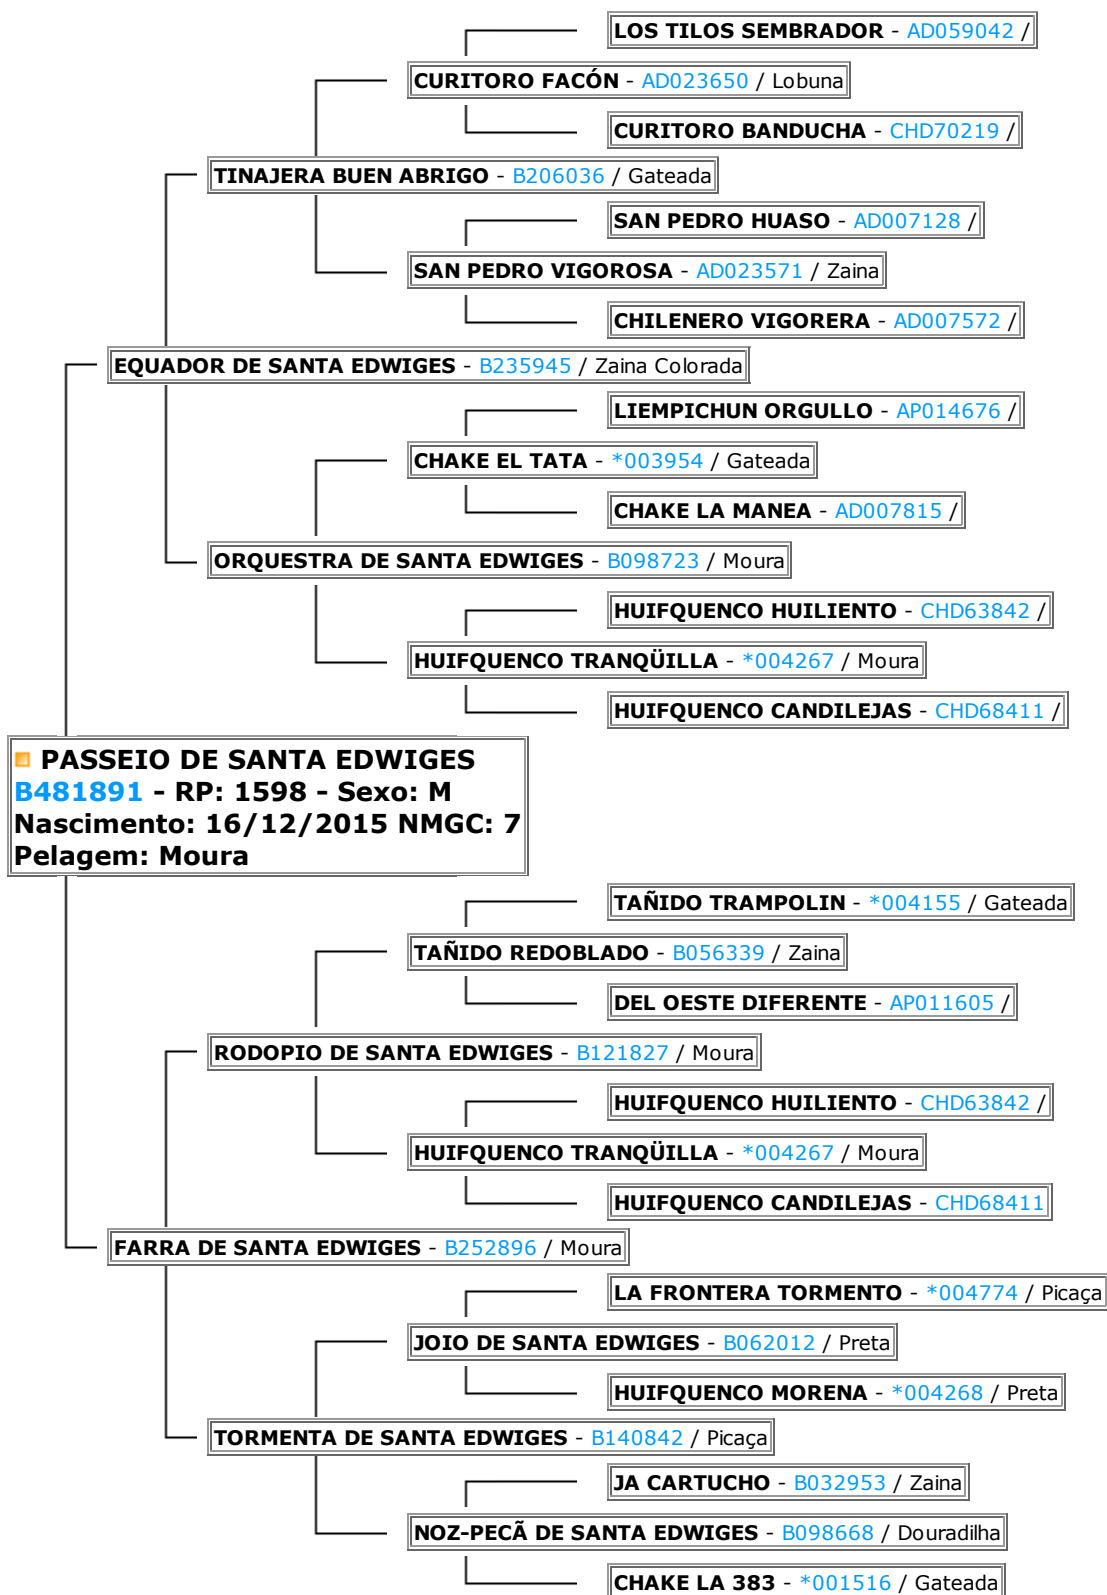 LOS TILOS SEMBRADOR - AD059042 /
CURITORO FACÓN - AD023650 / Lobuna
CURITORO BANDUCHA - CHD70219 /
TINAJERA BUEN ABRIGO - B206036 / Gateada
SAN PEDRO HUASO - AD007128 /
SAN PEDRO VIGOROSA - AD023571 / Zaina
CHILENERO VIGORERA - AD007572 /
EQUADOR DE SANTA EDWIGES - B235945 / Zaina Colorada
LIEMPICHUN ORGULLO - AP014676 /
CHAKE EL TATA - *003954 / Gateada
CHAKE LA MANEA - AD007815 /
ORQUESTRA DE SANTA EDWIGES - B098723 / Moura
HUIFQUENCO HUILIENTO - CHD63842 /
HUIFQUENCO TRANQÜILLA - *004267 / Moura
HUIFQUENCO CANDILEJAS - CHD68411 /
PASSEIO DE SANTA EDWIGES
B481891 - RP: 1598 - Sexo: M
Nascimento: 16/12/2015 NMGC: 7
Pelagem: Moura
TAÑIDO TRAMPOLIN - *004155 / Gateada
TAÑIDO REDOBLADO - B056339 / Zaina
DEL OESTE DIFERENTE - AP011605 /
RODOPIO DE SANTA EDWIGES - B121827 / Moura
HUIFQUENCO HUILIENTO - CHD63842 /
HUIFQUENCO TRANQÜILLA - *004267 / Moura
HUIFQUENCO CANDILEJAS - CHD68411
FARRA DE SANTA EDWIGES - B252896 / Moura
LA FRONTERA TORMENTO - *004774 / Picaça
JOIO DE SANTA EDWIGES - B062012 / Preta
HUIFQUENCO MORENA - *004268 / Preta
TORMENTA DE SANTA EDWIGES - B140842 / Picaça
JA CARTUCHO - B032953 / Zaina
NOZ-PECÃ DE SANTA EDWIGES - B098668 / Douradilha
CHAKE LA 383 - *001516 / Gateada